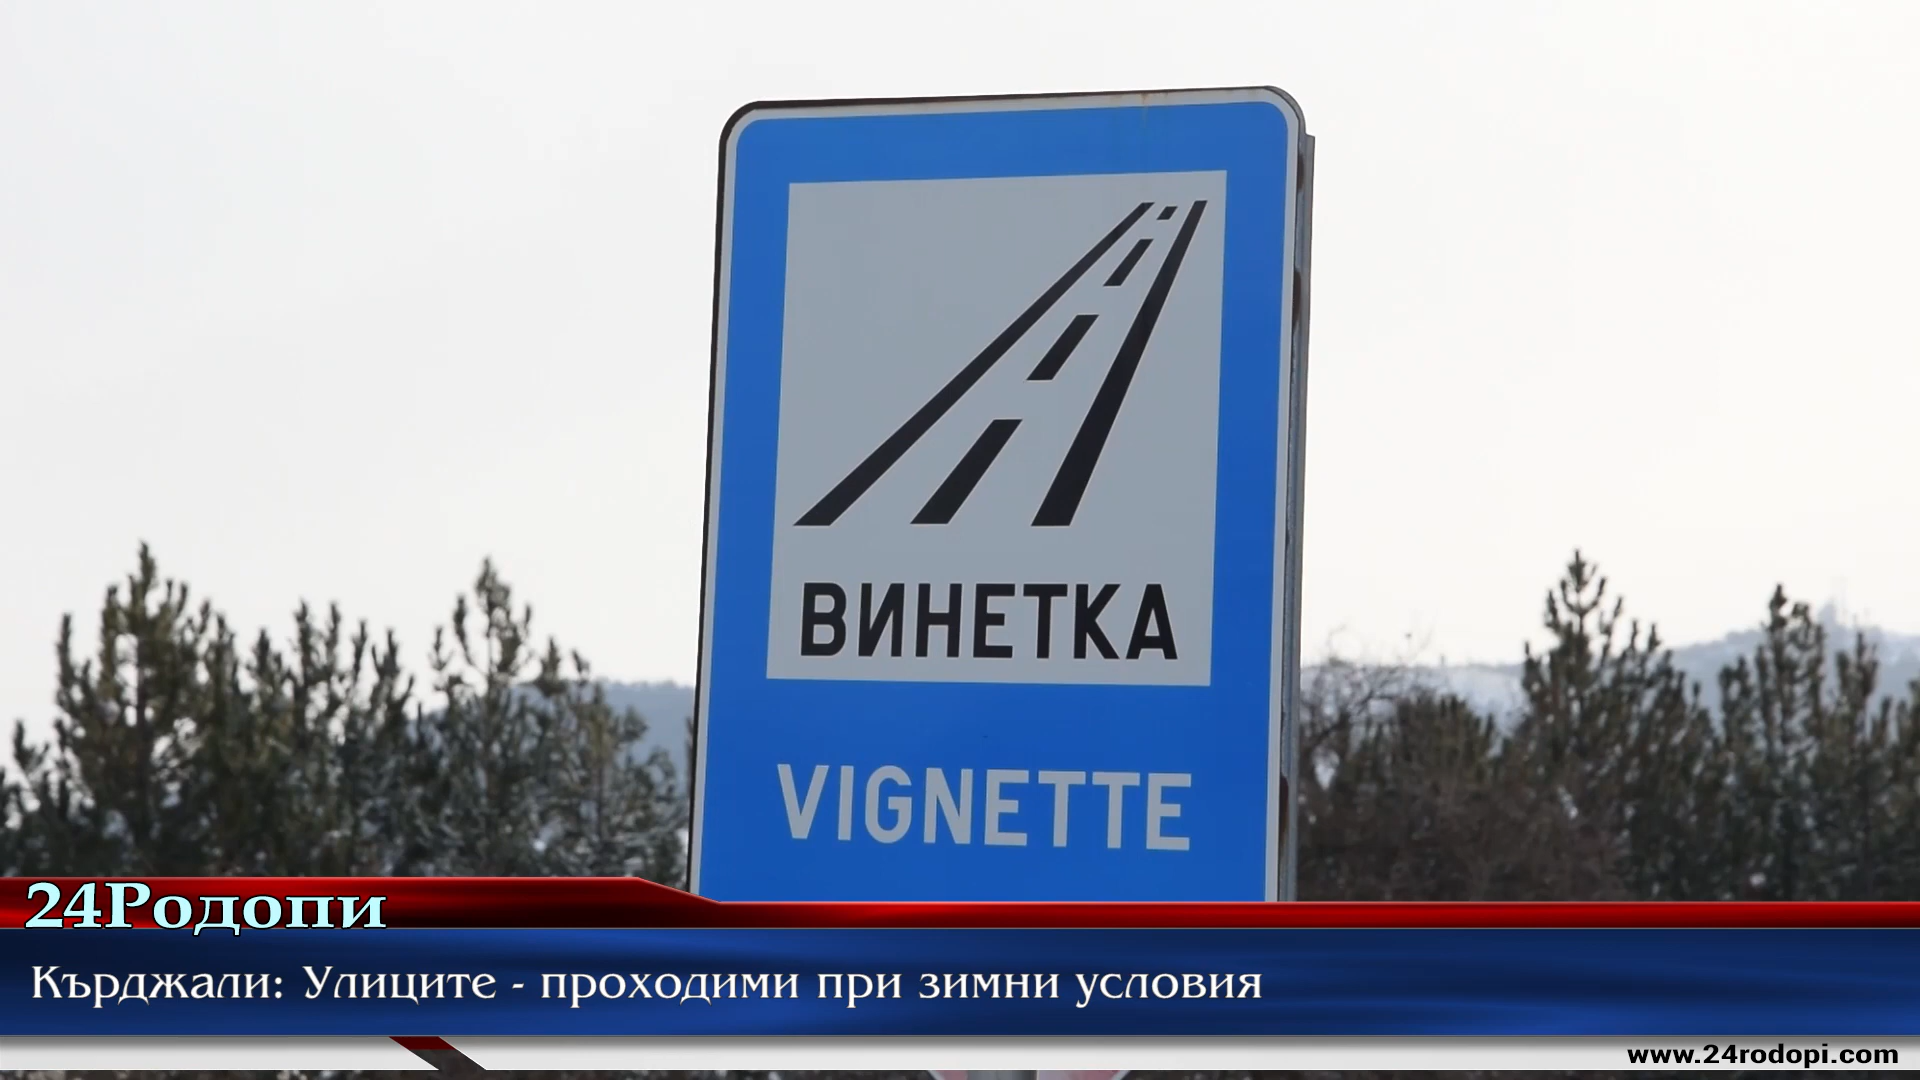 ВИНЕТКА
VIGNETTE
24Родопи
Кърджали: Улиците - проходими при зимни условия
www.24rodopi.com